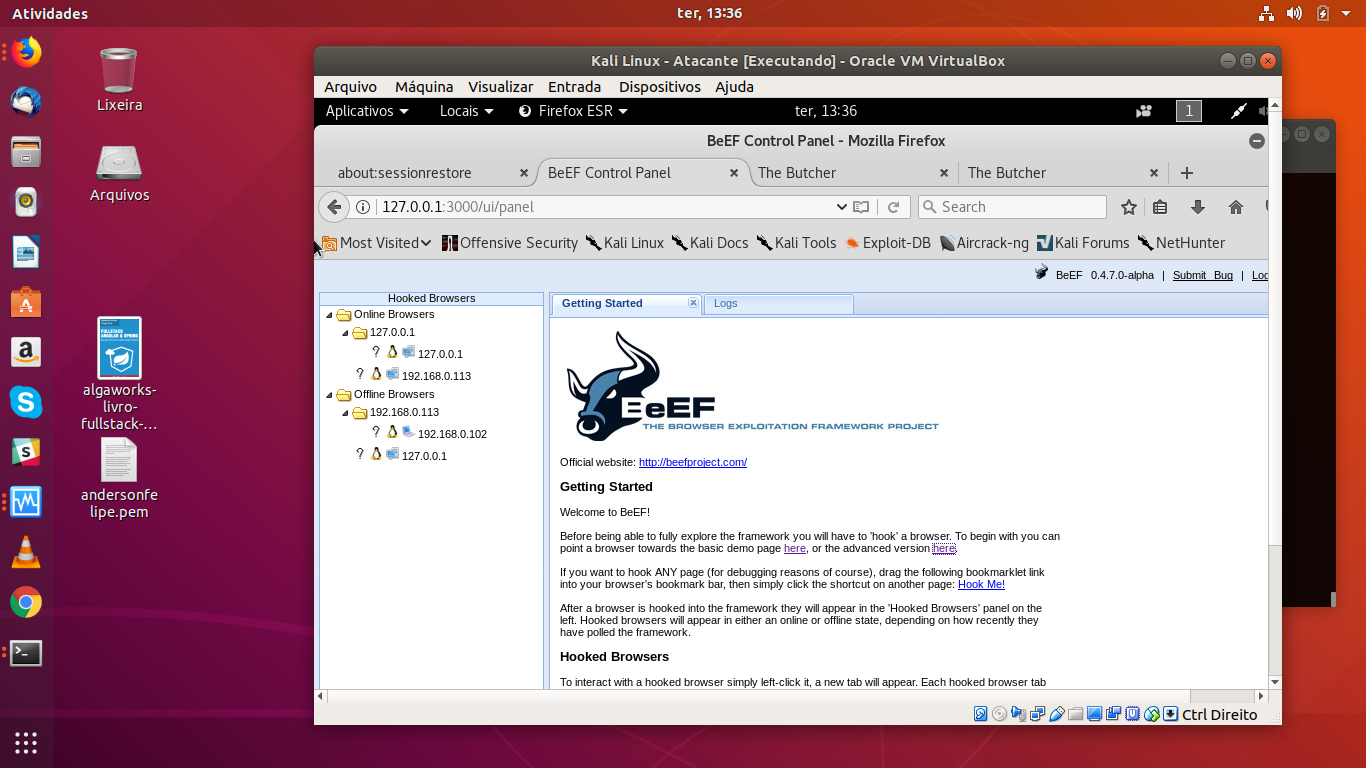 Atividades
ter, 13:36
Lixeira
Arquivos
algaworks-
livro-
fullstack-…
andersonfe
lipe.pem
Kali Linux - Atacante [Executando] - Oracle VM VirtualBox
Arquivo Máquina Visualizar Entrada Dispositivos Ajuda
Aplicativos Locais Firefox ESR ter, 13:36 1
BeEF Control Panel - Mozilla Firefox
about:sessionrestore BeEF Control Panel The Butcher The Butcher
127.0.0.1:3000/ui/panel Search
Most Visited Offensive Security Kali Linux Kali Docs Kali Tools Exploit-DB Aircrack-ng Kali Forums NetHunter
BeEF 0.4.7.0-alpha | Submit Bug | Log
Hooked Browsers
Online Browsers
127.0.0.1
? 127.0.0.1
? 192.168.0.113
Offline Browsers
192.168.0.113
? 192.168.0.102
? 127.0.0.1
Getting Started Logs
BeEF
THE BROWSER EXPLOITATION FRAMEWORK PROJECT
Official website: http://beefproject.com/
Getting Started
Welcome to BeEF!
Before being able to fully explore the framework you will have to 'hook' a browser. To begin with you can
point a browser towards the basic demo page here, or the advanced version here.
If you want to hook ANY page (for debugging reasons of course), drag the following bookmarklet link
into your browser's bookmark bar, then simply click the shortcut on another page: Hook Me!
After a browser is hooked into the framework they will appear in the 'Hooked Browsers' panel on the
left. Hooked browsers will appear in either an online or offline state, depending on how recently they
have polled the framework.
Hooked Browsers
To interact with a hooked browser simply left-click it, a new tab will appear. Each hooked browser tab
Ctrl Direito